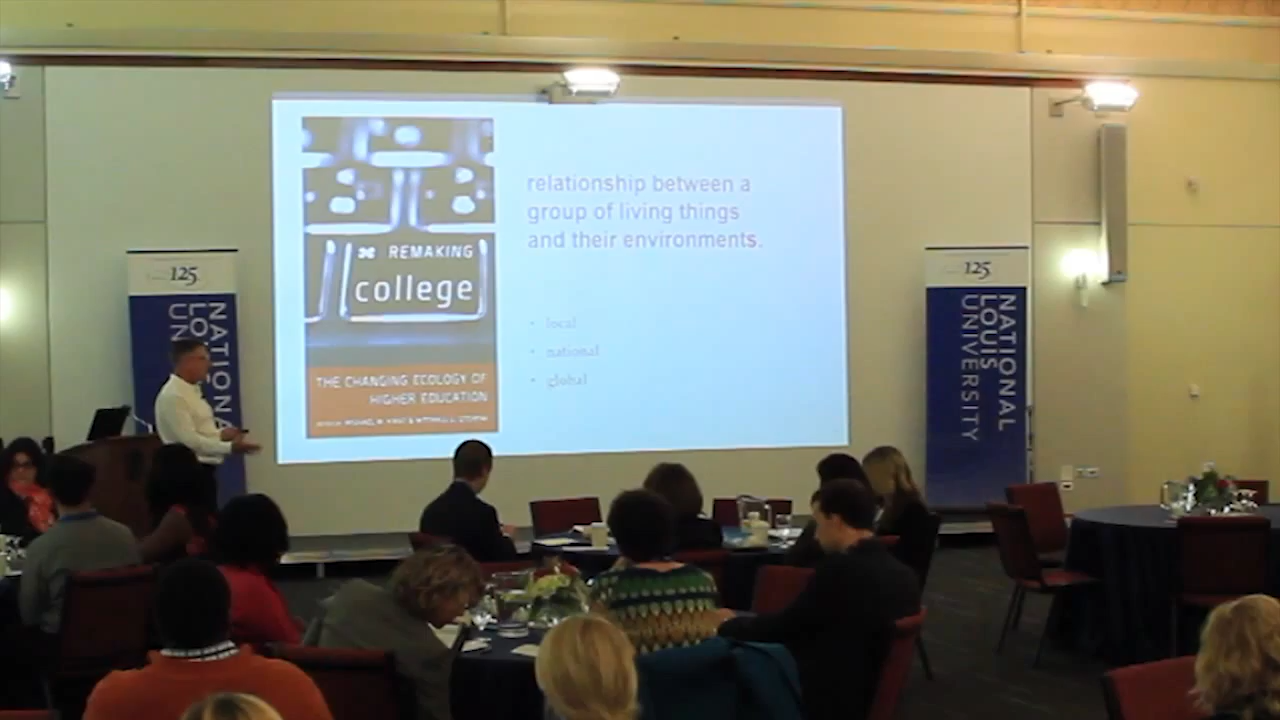 REMAKING
college
THE CHANGING ECOLOGY OF
HIGHER EDUCATION
relationship between a
group of living things
and their environments.
• local
• national
• global
125
NATIONAL
LOUIS
UN
125
NATIONAL
LOUIS
UNIVERSITY